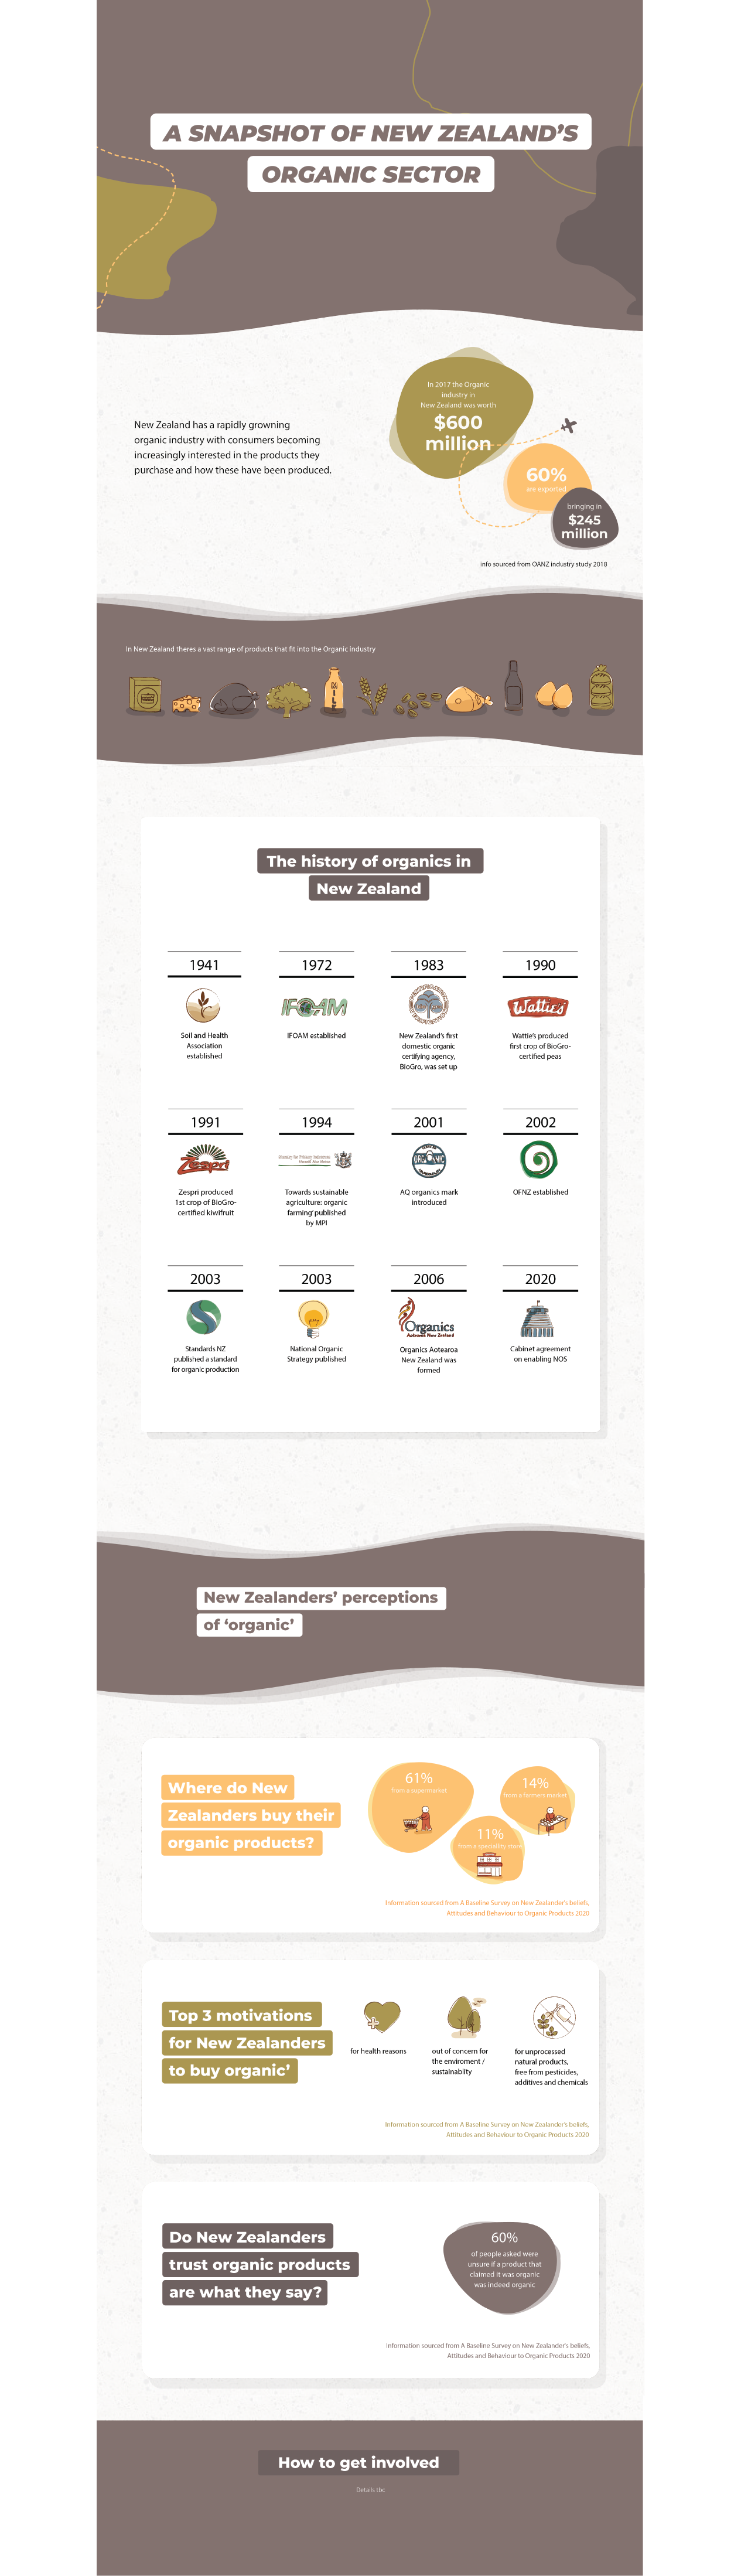 A SNAPSHOT OF NEW ZEALAND'S
ORGANIC SECTOR
New Zealand has a rapidly growing
organic industry with consumers becoming
increasingly interested in the products they
purchase and how these have been produced.
In 2017 the Organic
industry in
New Zealand was worth
$600
million
60%
are exported
bringing in
$245
million
info sourced from OANZ industry study 2018
In New Zealand theres a vast range of products that fit into the Organic industry
MILK
The history of organics in
New Zealand
1941
Soil and Health
Association
established
1972
IFOAM
IFOAM established
1983
New Zealand's first
domestic organic
certifying agency,
BioGro, was set up
1990
Wattie's
Wattie's produced
first crop of BioGro-
certified peas
1991
Zespri
Zespri produced
1st crop of BioGro-
certified kiwifruit
1994
Towards sustainable
agriculture: organic
farming' published
by MPI
2001
ORGANIC
AQ organics mark
introduced
2002
OFNZ established
2003
Standards NZ
published a standard
for organic production
2003
National Organic
Strategy published
2006
Organics
Aotearoa New Zealand
Organics Aotearoa
New Zealand was
formed
2020
Cabinet agreement
on enabling NOS
New Zealanders' perceptions
of 'organic'
Where do New
Zealanders buy their
organic products?
61%
from a supermarket
14%
from a farmers market
11%
from a speciality store
Information sourced from A Baseline Survey on New Zealander's beliefs,
Attitudes and Behaviour to Organic Products 2020
Top 3 motivations
for New Zealanders
to buy organic'
for health reasons
out of concern for
the enviroment /
sustainablity
for unprocessed
natural products,
free from pesticides,
additives and chemicals
Information sourced from A Baseline Survey on New Zealander's beliefs,
Attitudes and Behaviour to Organic Products 2020
Do New Zealanders
trust organic products
are what they say?
60%
of people asked were
unsure if a product that
claimed it was organic
was indeed organic
Information sourced from A Baseline Survey on New Zealander's beliefs,
Attitudes and Behaviour to Organic Products 2020
How to get involved
Details tbc